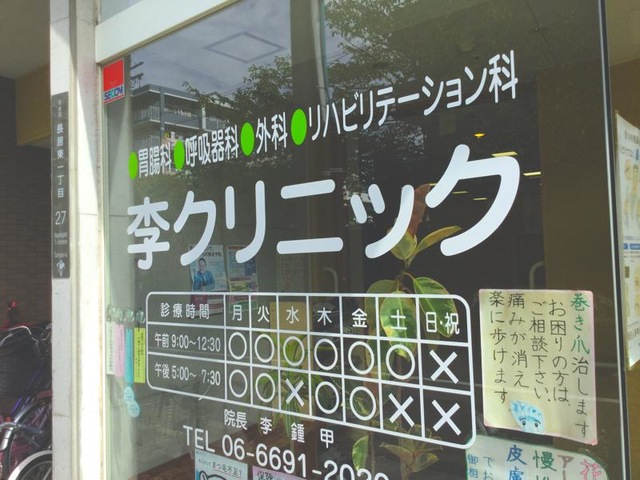 SECOM
●胃腸科●呼吸器科●外科●リハビリテーション科
李クリニック
長居東一丁目
27
診療時間 月 火 水 木 金 土 日・祝
午前 9:00〜12:30 ○ ○ ○ ○ ○ ○ ×
午後 5:00〜7:30 ○ ○ × ○ ○ × ×
院長 李 鍾 甲
TEL 06-6691-2020
巻き爪治します
お困りの方は、
ご相談下さい。
痛みが消え、
楽に歩けます
慢
皮膚